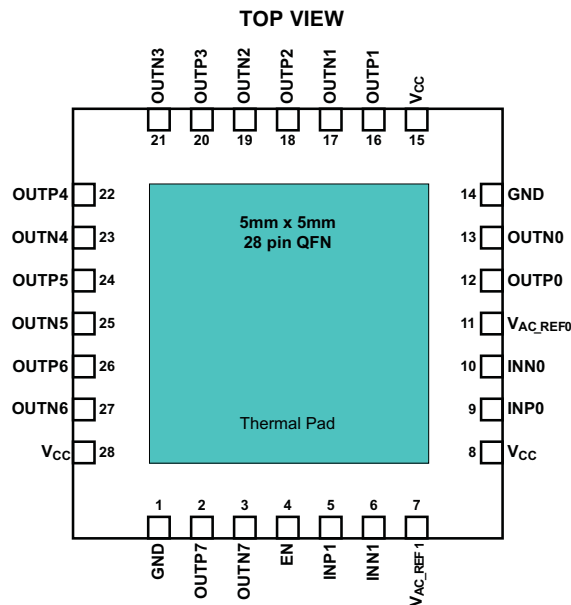 TOP VIEW
OUTN3
OUTP3
OUTN2
OUTP2
OUTN1
OUTP1
VCC
21 20 19 18 17 16 15
OUTP4 22
OUTN4 23
OUTP5 24
OUTN5 25
OUTP6 26
OUTN6 27
VCC 28
5mm x 5mm
28 pin QFN
Thermal Pad
14 GND
13 OUTN0
12 OUTP0
11 VAC_REF0
10 INN0
9 INP0
8 VCC
1 2 3 4 5 6 7
GND
OUTP7
OUTN7
EN
INP1
INN1
VAC_REF1